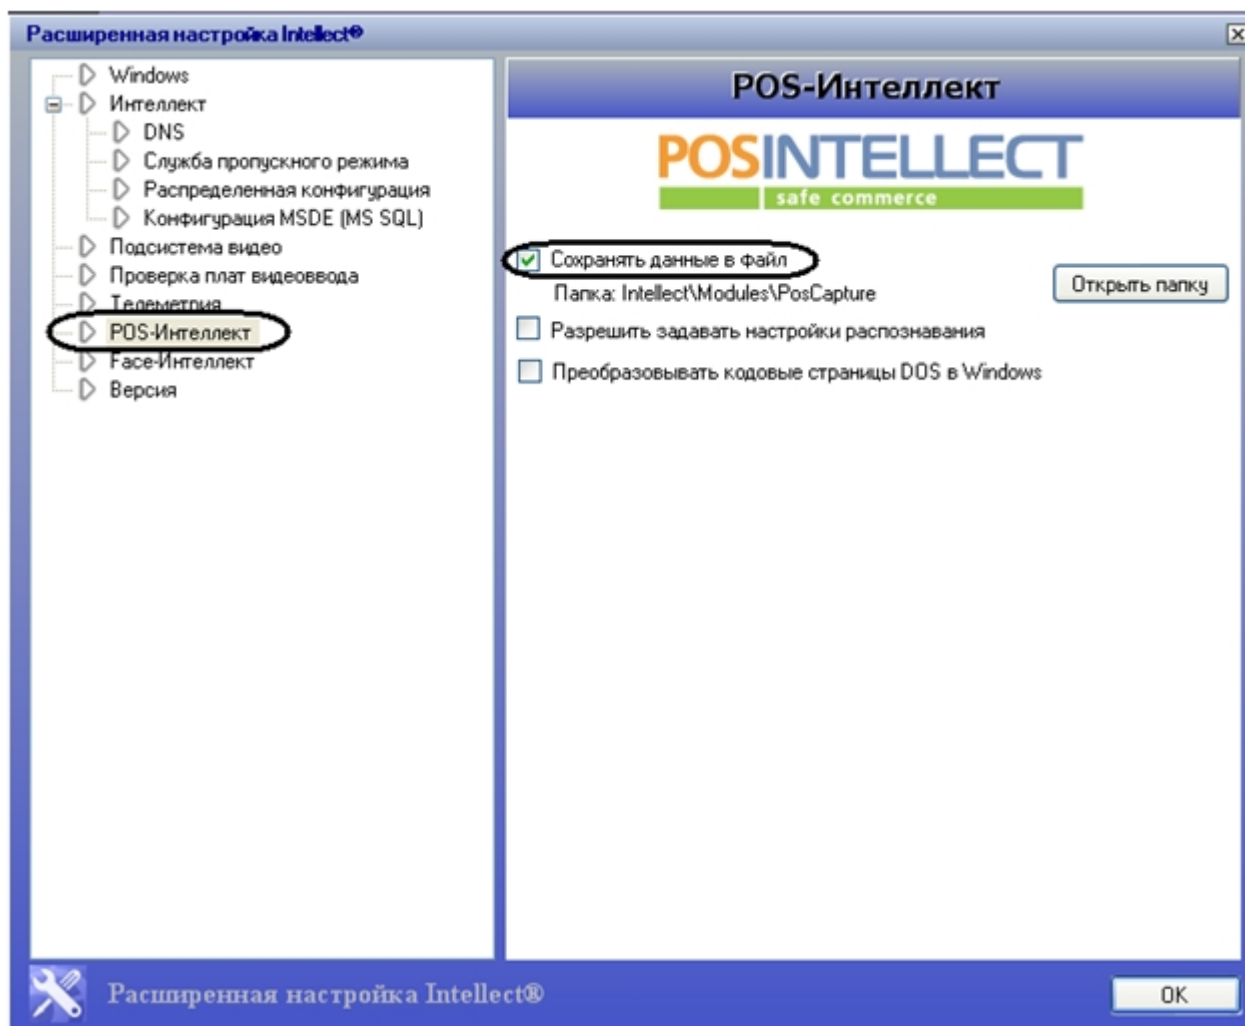 Расширенная настройка Intellect®
Windows
Интеллект
DNS
Служба пропускного режима
Распределенная конфигурация
Конфигурация MSDE (MS SQL)
Подсистема видео
Проверка плат видеоввода
Телеметрия
POS-Интеллект
Face-Интеллект
Версия
POS-Интеллект
POSINTELLECT
safe commerce
Сохранять данные в файл
Папка: Intellect\Modules\PosCapture
Открыть папку
Разрешить задавать настройки распознавания
Преобразовывать кодовые страницы DOS в Windows
Расширенная настройка Intellect®
OK